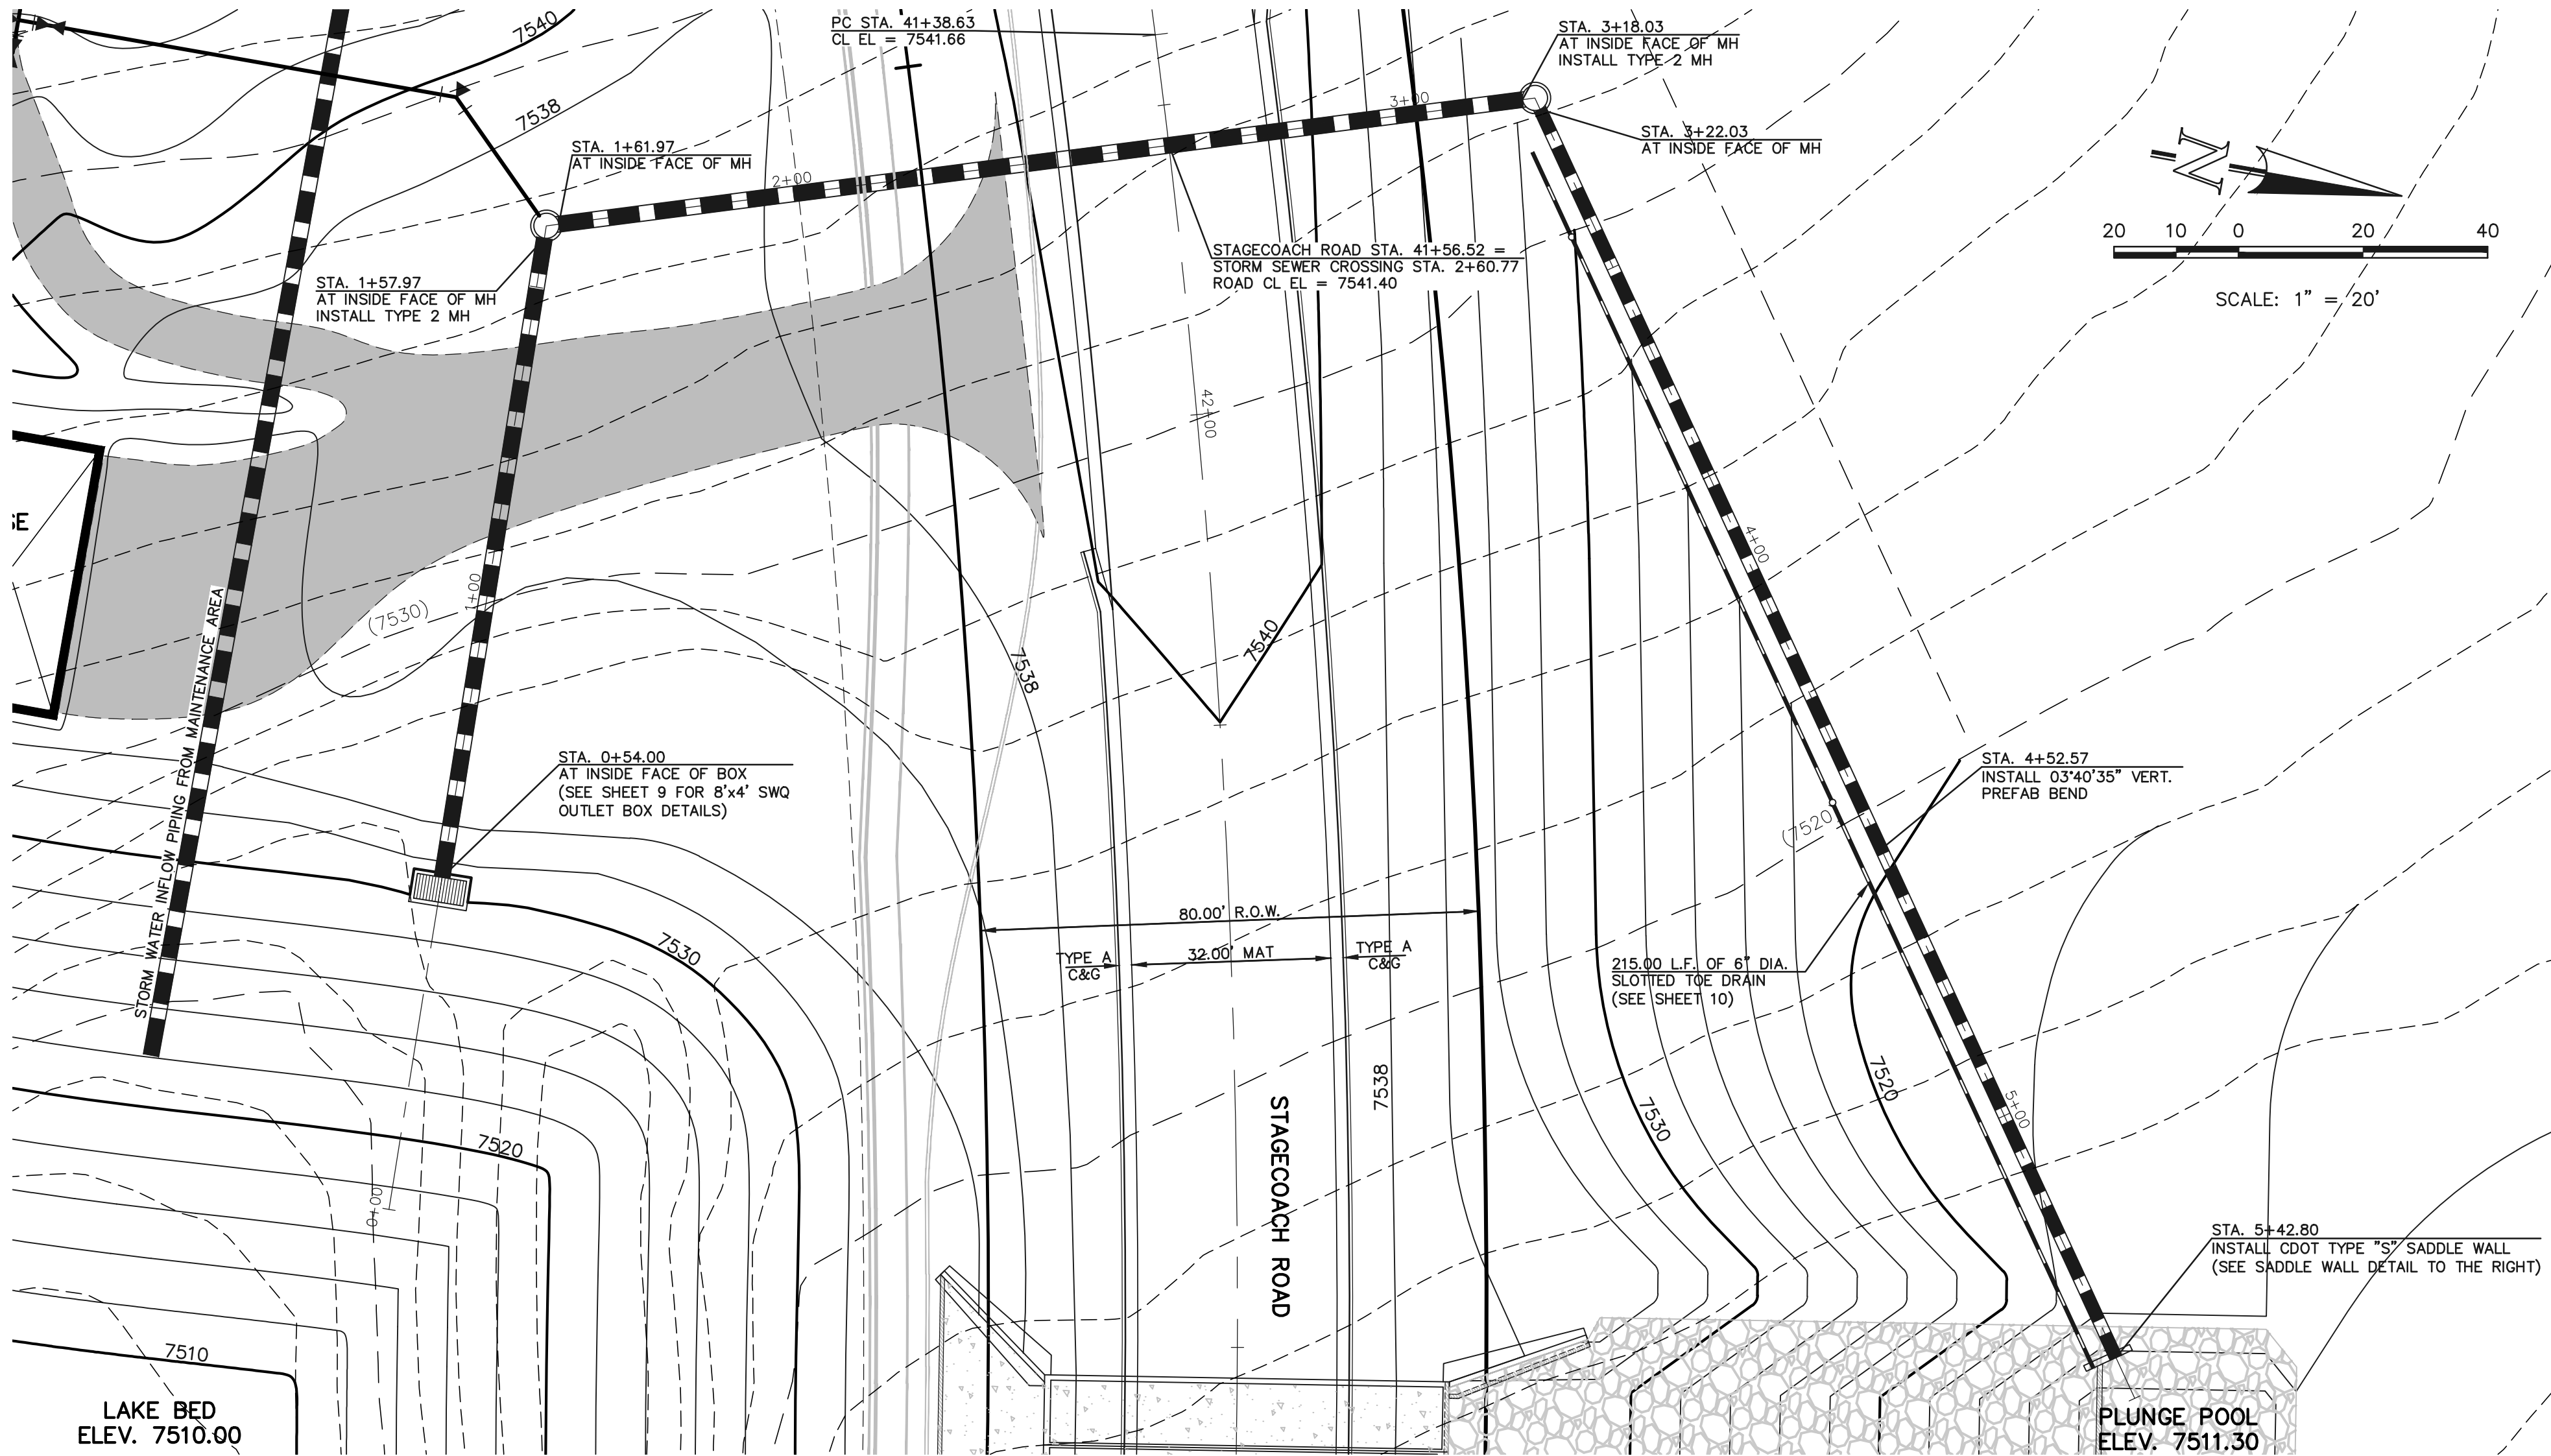 PC STA. 41+38.63
CL EL = 7541.66
STA. 3+18.03
AT INSIDE FACE OF MH
INSTALL TYPE 2 MH
7540
7538
3+00
STA. 3+22.03
AT INSIDE FACE OF MH
STA. 1+61.97
AT INSIDE FACE OF MH
2+00
N
20 10 0 20 40
SCALE: 1" = 20'
STAGECOACH ROAD STA. 41+56.52 =
STORM SEWER CROSSING STA. 2+60.77
ROAD CL EL = 7541.40
STA. 1+57.97
AT INSIDE FACE OF MH
INSTALL TYPE 2 MH
42+00
SE
4+00
1+00
(7530)
7540
7538
STORM WATER INFLOW PIPING FROM MAINTENANCE AREA
STA. 0+54.00
AT INSIDE FACE OF BOX
(SEE SHEET 9 FOR 8'x4' SWQ
OUTLET BOX DETAILS)
STA. 4+52.57
INSTALL 03°40'35" VERT.
PREFAB BEND
(7520)
80.00' R.O.W.
7530
TYPE A
C&G
32.00' MAT
TYPE A
C&G
215.00 L.F. OF 6" DIA.
SLOTTED TOE DRAIN
(SEE SHEET 10)
7538
7530
7520
5+00
7520
STAGECOACH ROAD
0+00
STA. 5+42.80
INSTALL CDOT TYPE "S" SADDLE WALL
(SEE SADDLE WALL DETAIL TO THE RIGHT)
7510
LAKE BED
ELEV. 7510.00
PLUNGE POOL
ELEV. 7511.30